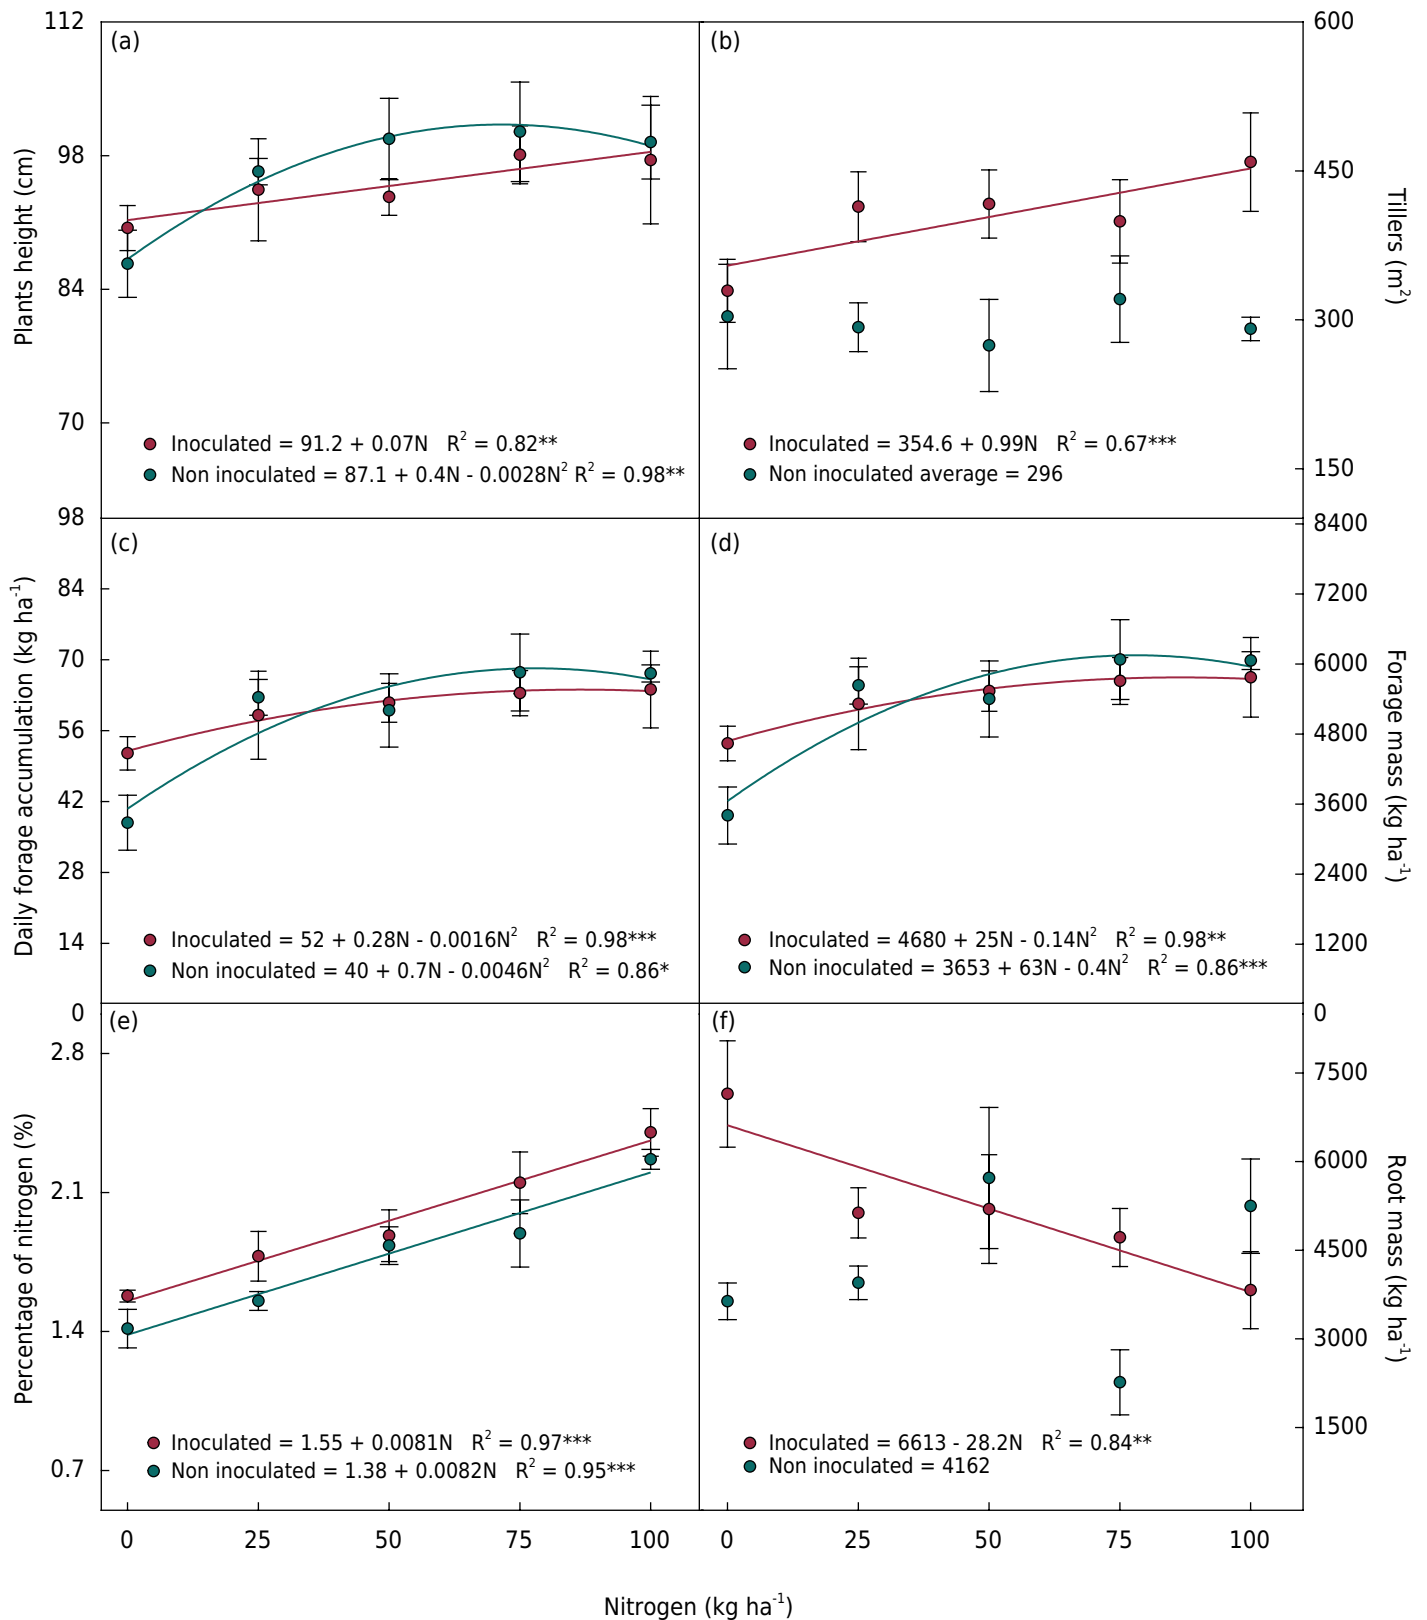 112
98
84
70
Plants height (cm)
(a)
Inoculated = 91.2 + 0.07N R² = 0.82**
Non inoculated = 87.1 + 0.4N - 0.0028N² R² = 0.98**
(b)
Inoculated = 354.6 + 0.99N R² = 0.67***
Non inoculated average = 296
600
450
300
150
Tillers (m²)
98
84
70
56
42
28
14
0
Daily forage accumulation (kg ha⁻¹)
(c)
Inoculated = 52 + 0.28N - 0.0016N² R² = 0.98***
Non inoculated = 40 + 0.7N - 0.0046N² R² = 0.86*
(d)
Inoculated = 4680 + 25N - 0.14N² R² = 0.98**
Non inoculated = 3653 + 63N - 0.4N² R² = 0.86***
8400
7200
6000
4800
3600
2400
1200
0
Forage mass (kg ha⁻¹)
2.8
2.1
1.4
0.7
Percentage of nitrogen (%)
(e)
Inoculated = 1.55 + 0.0081N R² = 0.97***
Non inoculated = 1.38 + 0.0082N R² = 0.95***
(f)
Inoculated = 6613 - 28.2N R² = 0.84**
Non inoculated = 4162
7500
6000
4500
3000
1500
Root mass (kg ha⁻¹)
0 25 50 75 100 0 25 50 75 100
Nitrogen (kg ha⁻¹)